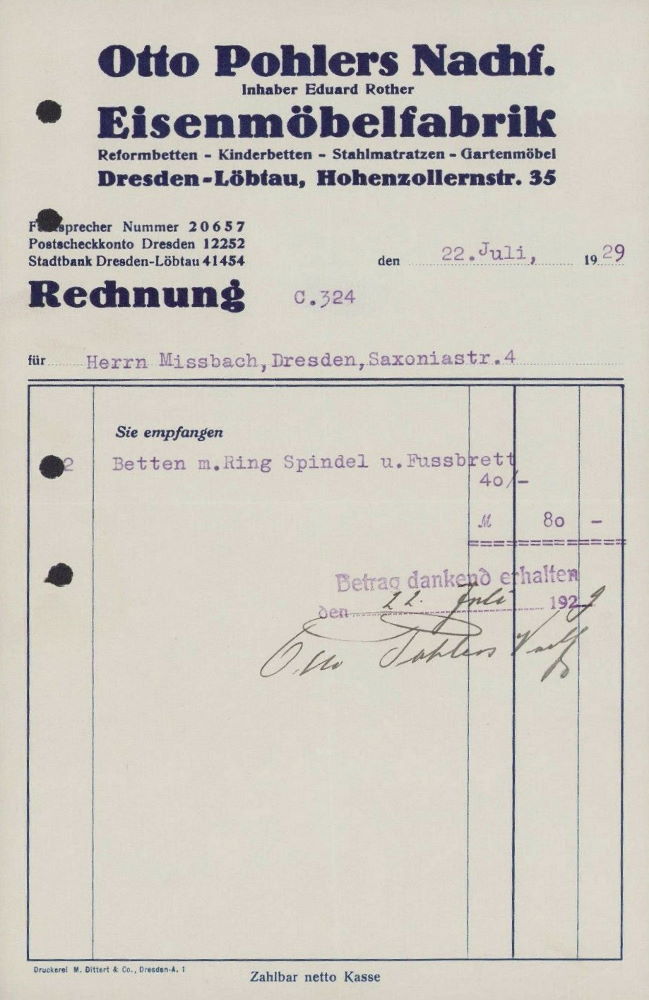 Otto Pohlers Nachf.
Inhaber Eduard Rother
Eisenmöbelfabrik
Reformbetten - Kinderbetten - Stahlmatratzen - Gartenmöbel
Dresden-Löbtau, Hohenzollernstr. 35
Fernsprecher Nummer 20657
Postscheckkonto Dresden 12252
Stadtbank Dresden-Löbtau 41454
den 22.Juli, 1929
Rechnung C.324
für Herrn Missbach,Dresden,Saxoniastr.4
Sie empfangen
2 Betten m.Ring Spindel u.Fussbrett
40/-
M 80 -
Betrag dankend erhalten
den 22. Juli 1929
Otto Pohlers Nachf
Druckerei M. Dittert & Co., Dresden-A. 1
Zahlbar netto Kasse